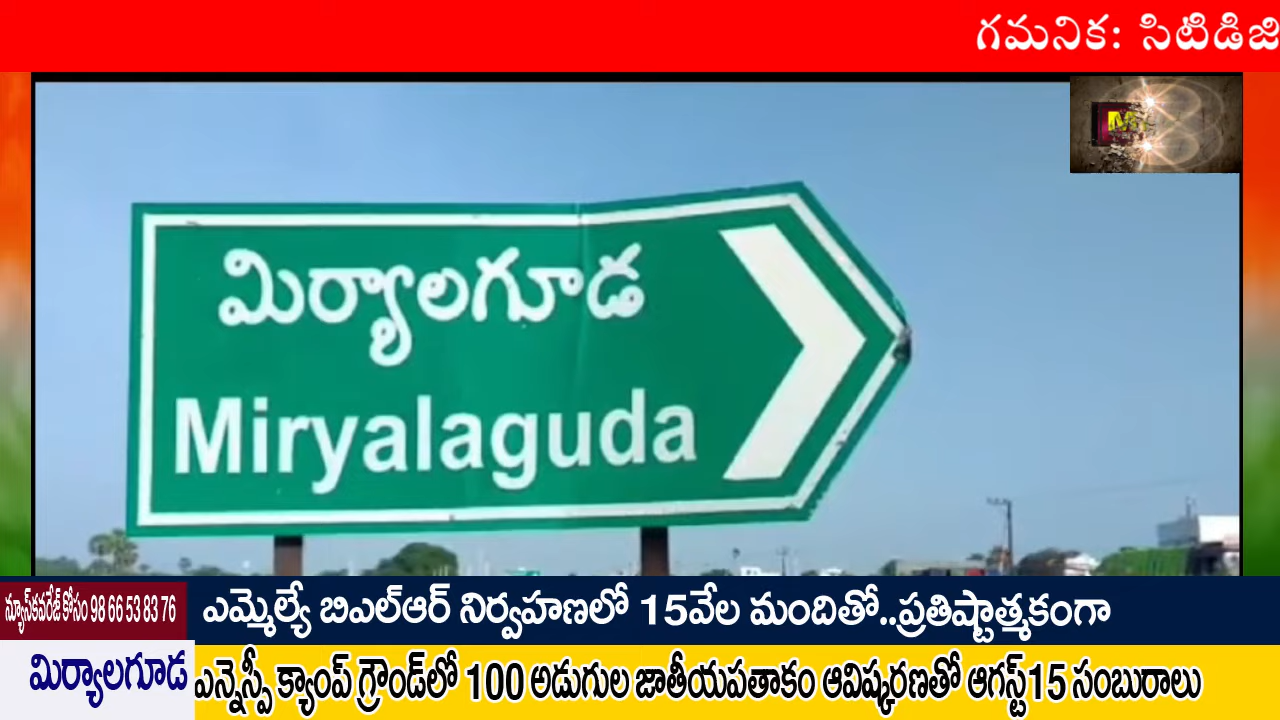 గమనిక: సిటిడిజి
M
మిర్యాలగూడ
Miryalaguda
న్యూస్‌కవరేజ్ కోసం 98 66 53 83 76
ఎమ్మెల్యే బిఎల్ఆర్ నిర్వహణలో 15వేల మందితో..ప్రతిష్టాత్మకంగా
మిర్యాలగూడ
ఎన్నెస్పీ క్యాంప్ గ్రౌండ్‌లో 100 అడుగుల జాతీయపతాకం ఆవిష్కరణతో ఆగస్ట్15 సంబురాలు